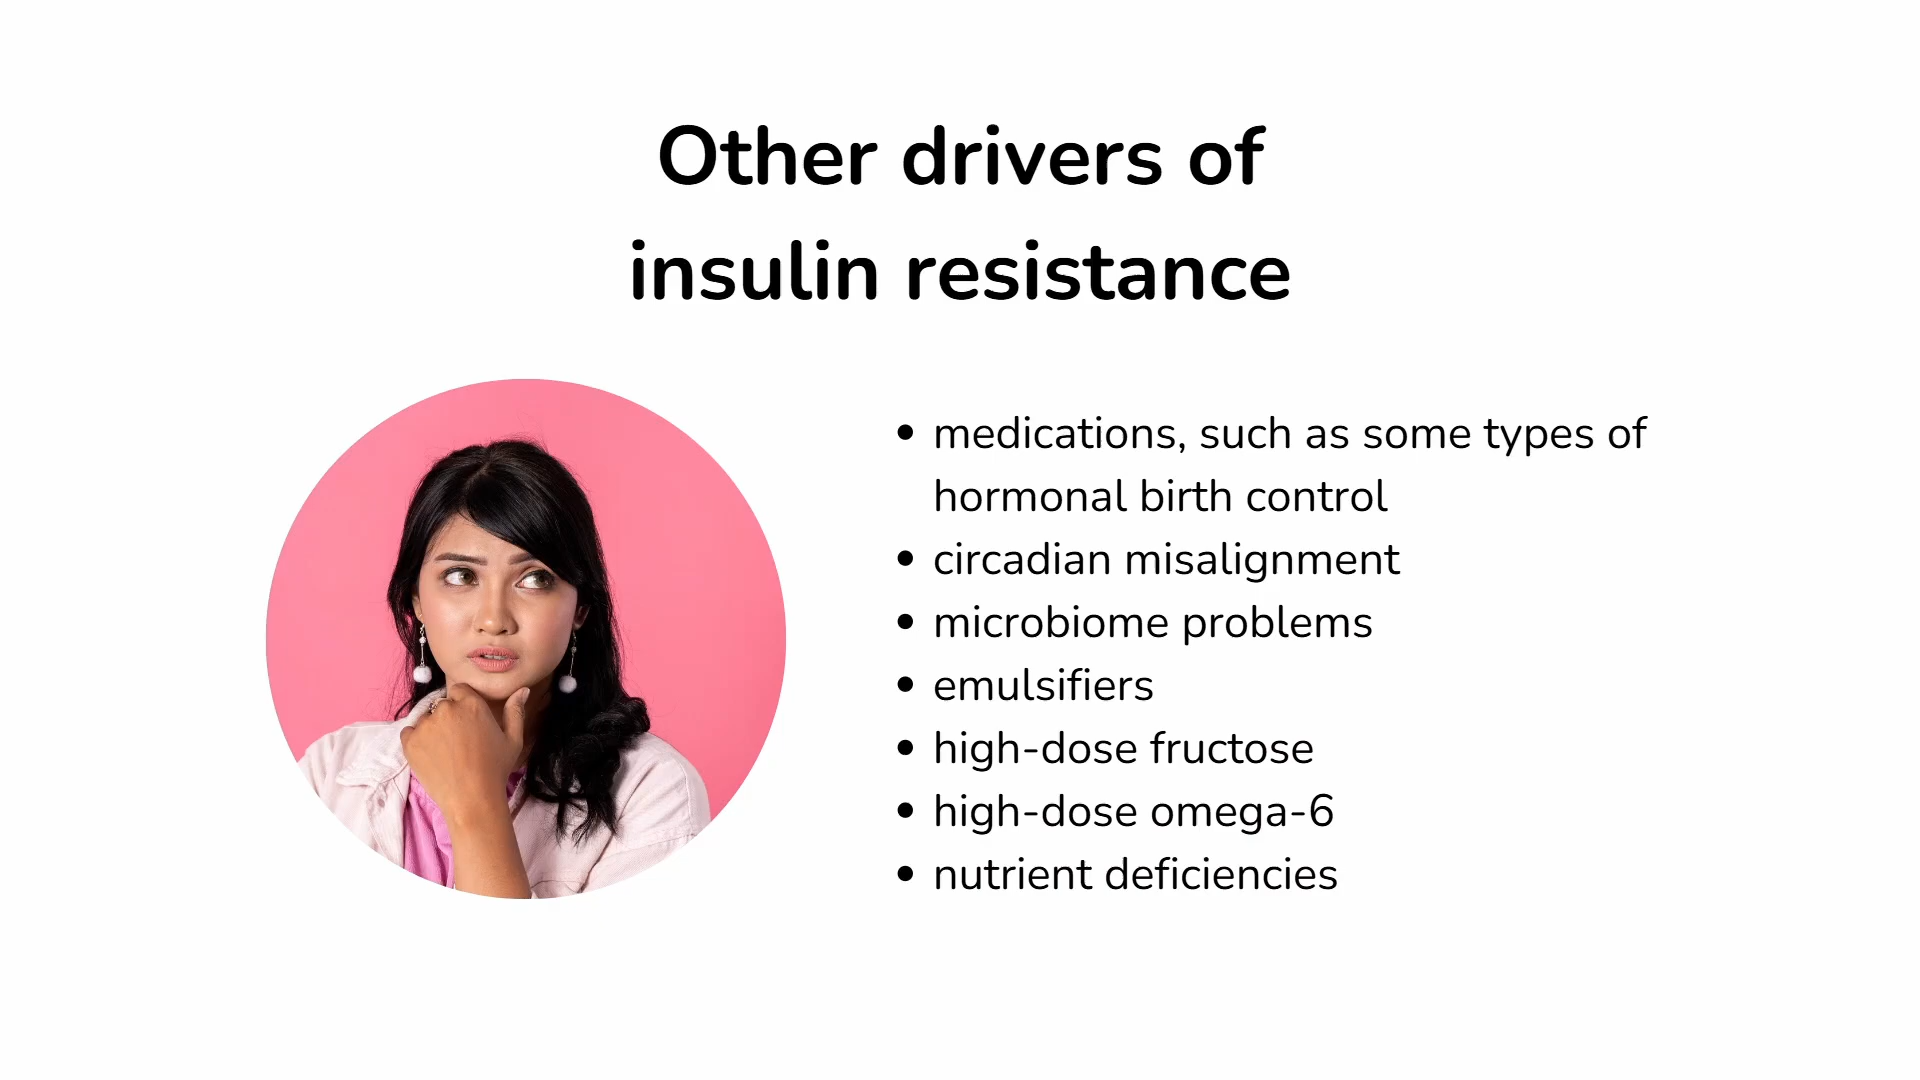 Other drivers of
insulin resistance
• medications, such as some types of
hormonal birth control
• circadian misalignment
• microbiome problems
• emulsifiers
• high-dose fructose
• high-dose omega-6
• nutrient deficiencies